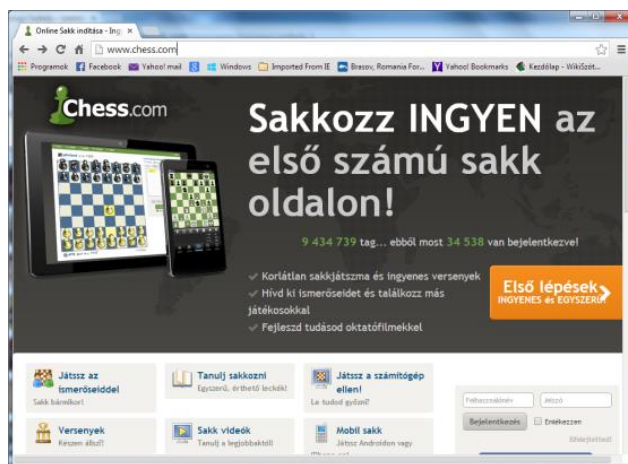 Online Sakk indítása - Ing
www.chess.com
Programok Facebook Yahoo! mail Windows Imported From IE Brasov, Romania For... Yahoo! Bookmarks Kezdőlap - WikiSzót...
Chess.com
Sakkozz INGYEN az
első számú sakk
oldalon!
9 434 739 tag... ebből most 34 538 van bejelentkezve!
Korlátlan sakkjátszma és ingyenes versenyek
Hívd ki ismerőseidet és találkozz más
játékosokkal
Fejleszd tudásod oktatófilmekkel
Első lépések
INGYENES és EGYSZERŰ!
Játssz az
ismerőseiddel
Sakk bármikor!
Tanulj sakkozni
Egyszerű, érthető leckék!
Játssz a számítógép
ellen!
Le tudod győzni?
Felhasználónév
Jelszó
Bejelentkezés
Emlékezzen
Versenyek
Készen állsz?!
Sakk videók
Tanulj a legjobbaktól!
Mobil sakk
Játssz Androidon vagy